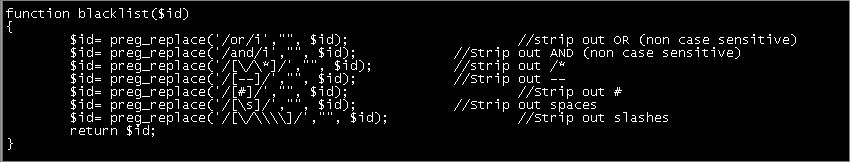 function blacklist($id)
{
$id= preg_replace('/or/i',"", $id); //strip out OR (non case sensitive)
$id= preg_replace('/and/i',"", $id); //Strip out AND (non case sensitive)
$id= preg_replace('/[\/\*]/',"", $id); //strip out /*
$id= preg_replace('/[--]/',"", $id); //Strip out --
$id= preg_replace('/[#]/',"", $id); //Strip out #
$id= preg_replace('/[\s]/',"", $id); //Strip out spaces
$id= preg_replace('/[\/\\\\]/',"", $id); //Strip out slashes
return $id;
}